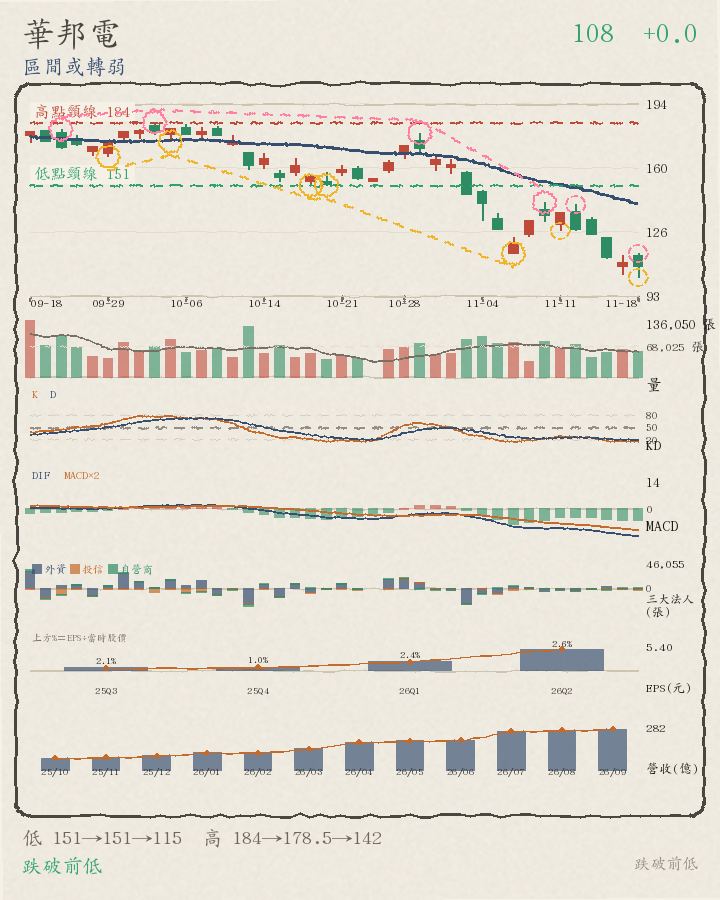 華邦電
108 +0.0
區間或轉弱
高點頸線 184
低點頸線 151
194
160
126
93
09-18 09-29 10-06 10-14 10-21 10-28 11-04 11-11 11-18
136,050 張
68,025 張
量
K D
80
50
20
KD
DIF MACD×2
14
0
MACD
外資 投信 自營商
46,055
0
三大法人
(張)
上方%=EPS÷當時股價
2.1% 1.0% 2.4% 2.6%
5.40
25Q3 25Q4 26Q1 26Q2
EPS(元)
282
25/10 25/11 25/12 26/01 26/02 26/03 26/04 26/05 26/06 26/07 26/08 26/09
營收(億)
低 151→151→115 高 184→178.5→142
跌破前低
跌破前低